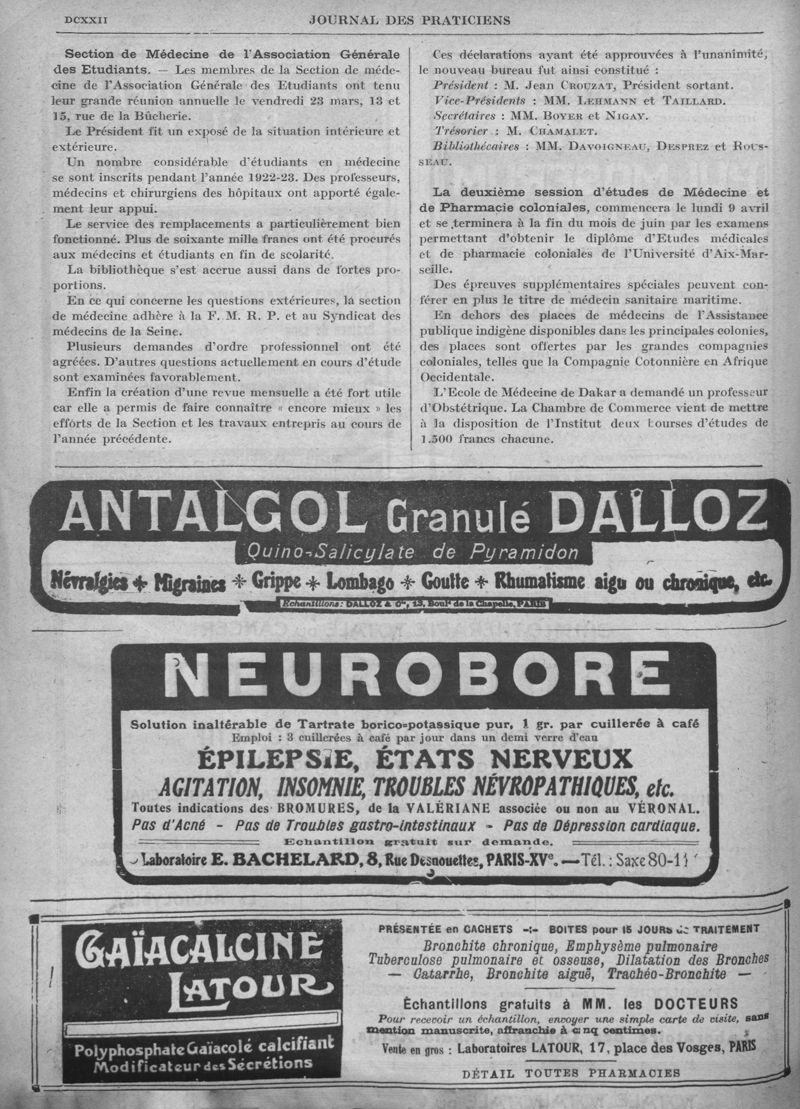 DCXXII
JOURNAL DES PRATICIENS
Section de Médecine de l'Association Générale
des Etudiants. — Les membres de la Section de méde-
cine de l'Association Générale des Etudiants ont tenu
leur grande réunion annuelle le vendredi 23 mars, 13 et
15, rue de la Bûcherie.
Le Président fit un exposé de la situation intérieure et
extérieure.
Un nombre considérable d'étudiants en médecine
se sont inscrits pendant l'année 1922-23. Des professeurs,
médecins et chirurgiens des hôpitaux ont apporté égale-
ment leur appui.
Le service des remplacements a particulièrement bien
fonctionné. Plus de soixante mille francs ont été procurés
aux médecins et étudiants en fin de scolarité.
La bibliothèque s'est accrue aussi dans de fortes pro-
portions.
En ce qui concerne les questions extérieures, la section
de médecine adhère à la F. M. R. P. et au Syndicat des
médecins de la Seine.
Plusieurs demandes d'ordre professionnel ont été
agréées. D'autres questions actuellement en cours d'étude
sont examinées favorablement.
Enfin la création d'une revue mensuelle a été fort utile
car elle a permis de faire connaître « encore mieux » les
efforts de la Section et les travaux entrepris au cours de
l'année précédente.
Ces déclarations ayant été approuvées à l'unanimité,
le nouveau bureau fut ainsi constitué :
Président : M. Jean CROUZAT, Président sortant.
Vice-Présidents : MM. LEHMANN et TAILLARD.
Secrétaires : MM. BOYER et NIGAY.
Trésorier : M. CHAMALET.
Bibliothécaires : MM. DAVOIGNEAU, DESPREZ et ROUS-
SEAU.
La deuxième session d'études de Médecine et
de Pharmacie coloniales, commencera le lundi 9 avril
et se terminera à la fin du mois de juin par les examens
permettant d'obtenir le diplôme d'Etudes médicales
et de pharmacie coloniales de l'Université d'Aix-Mar-
seille.
Des épreuves supplémentaires spéciales peuvent con-
férer en plus le titre de médecin sanitaire maritime.
En dehors des places de médecins de l'Assistance
publique indigène disponibles dans les principales colonies,
des places sont offertes par les grandes compagnies
coloniales, telles que la Compagnie Cotonnière en Afrique
Occidentale.
L'Ecole de Médecine de Dakar a demandé un professeur
d'Obstétrique. La Chambre de Commerce vient de mettre
à la disposition de l'Institut deux bourses d'études de
1.500 francs chacune.
ANTALGOL Granulé DALLOZ
Quino-Salicylate de Pyramidon
Névralgies * Migraines * Grippe * Lombago * Goutte * Rhumatisme aigu ou chronique, etc.
Echantillons: DALLOZ & Cie, 13, Boulᵈ de la Chapelle, PARIS
NEUROBORE
Solution inaltérable de Tartrate borico-potassique pur, 1 gr. par cuillerée à café
Emploi : 3 cuillerées à café par jour dans un demi verre d'eau
ÉPILEPSIE, ÉTATS NERVEUX
AGITATION, INSOMNIE, TROUBLES NÉVROPATHIQUES, etc.
Toutes indications des BROMURES, de la VALÉRIANE associée ou non au VÉRONAL.
Pas d'Acné - Pas de Troubles gastro-intestinaux - Pas de Dépression cardiaque.
Echantillon gratuit sur demande.
Laboratoire E. BACHELARD, 8, Rue Desnouettes, PARIS-XVᵉ. — Tél. : Saxe 80-11
GAÏACALCINE
LATOUR
Polyphosphate Gaïacolé calcifiant
Modificateur des Sécrétions
PRÉSENTÉE en CACHETS -:- BOITES pour 15 JOURS de TRAITEMENT
Bronchite chronique, Emphysème pulmonaire
Tuberculose pulmonaire et osseuse, Dilatation des Bronches
— Catarrhe, Bronchite aiguë, Trachéo-Bronchite —
Échantillons gratuits à MM. les DOCTEURS
Pour recevoir un échantillon, envoyer une simple carte de visite, sans
mention manuscrite, affranchie à cinq centimes.
Vente en gros : Laboratoires LATOUR, 17, place des Vosges, PARIS
DÉTAIL TOUTES PHARMACIES